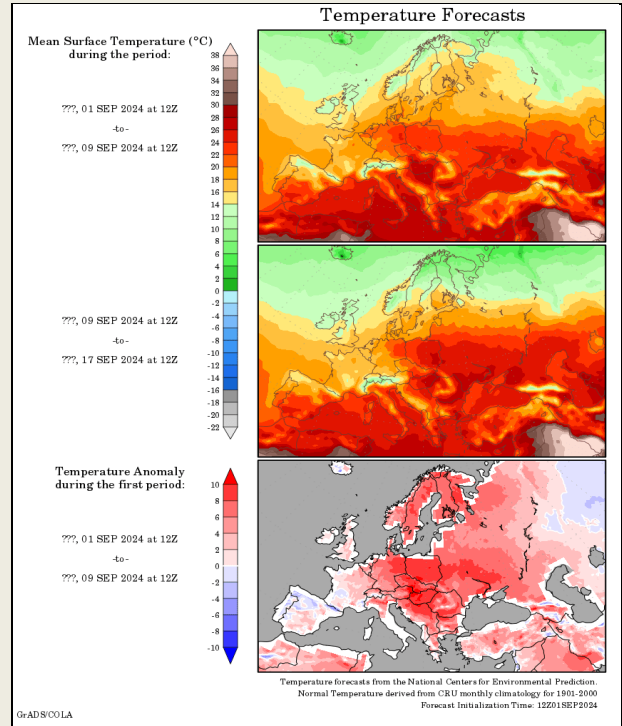 Temperature Forecasts
Mean Surface Temperature (°C)
during the period:
???, 01 SEP 2024 at 12Z
-to-
???, 09 SEP 2024 at 12Z
38
36
34
32
30
28
26
24
22
20
18
16
14
12
10
8
6
4
2
0
-2
-4
-6
-8
-10
-12
-14
-16
-18
-20
-22
???, 09 SEP 2024 at 12Z
-to-
???, 17 SEP 2024 at 12Z
Temperature Anomaly
during the first period:
???, 01 SEP 2024 at 12Z
-to-
???, 09 SEP 2024 at 12Z
10
8
6
4
2
0
-2
-4
-6
-8
-10
Temperature forecasts from the National Centers for Environmental Prediction.
Normal Temperature derived from CRU monthly climatology for 1901-2000
Forecast Initialization Time: 12Z01SEP2024
GrADS/COLA